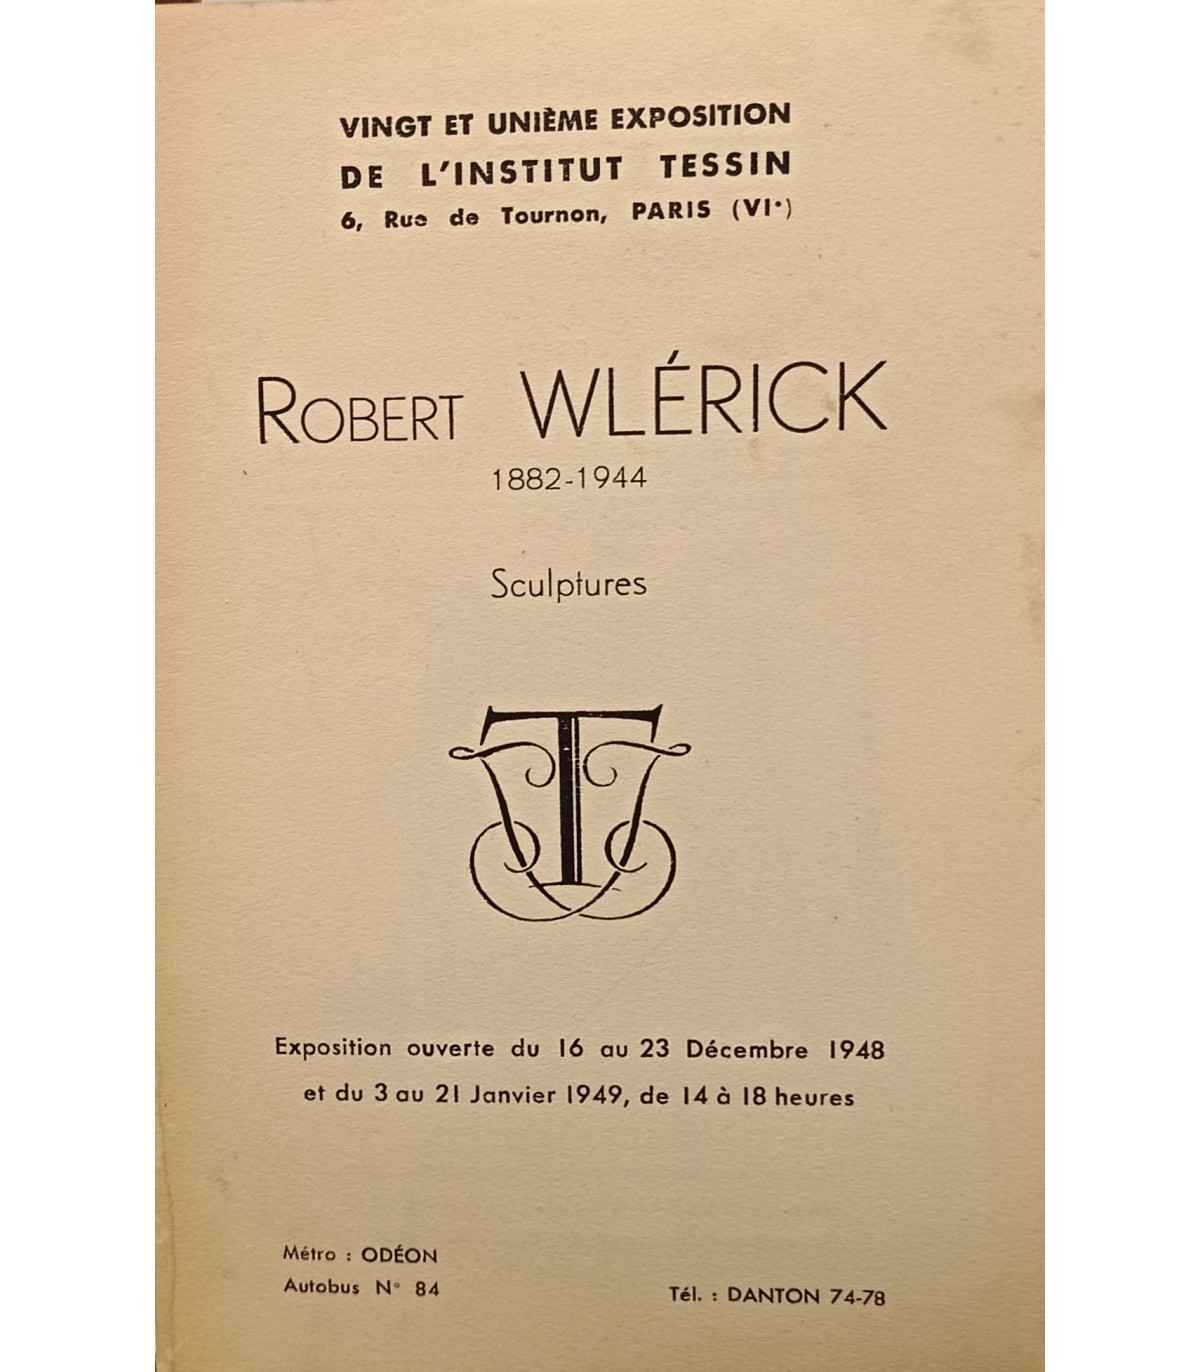 VINGT ET UNIÈME EXPOSITION
DE L'INSTITUT TESSIN
6, Rue de Tournon, PARIS (VIᵉ)
ROBERT WLÉRICK
1882-1944
Sculptures
Exposition ouverte du 16 au 23 Décembre 1948
et du 3 au 21 Janvier 1949, de 14 à 18 heures
Métro : ODÉON
Autobus N° 84
Tél. : DANTON 74-78